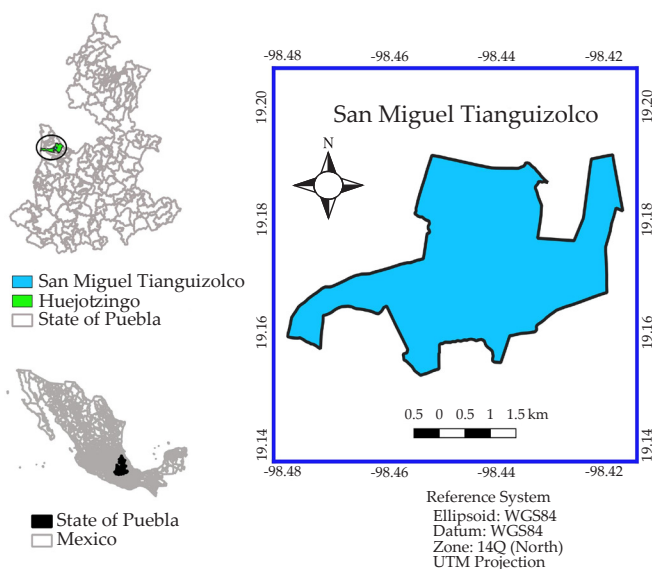 San Miguel Tianguizolco
Huejotzingo
State of Puebla
State of Puebla
Mexico
-98.48 -98.46 -98.44 -98.42
19.20
19.18
19.16
19.14
San Miguel Tianguizolco
N
0.5 0 0.5 1 1.5 km
19.20
19.18
19.16
19.14
-98.48 -98.46 -98.44 -98.42
Reference System
Ellipsoid: WGS84
Datum: WGS84
Zone: 14Q (North)
UTM Projection